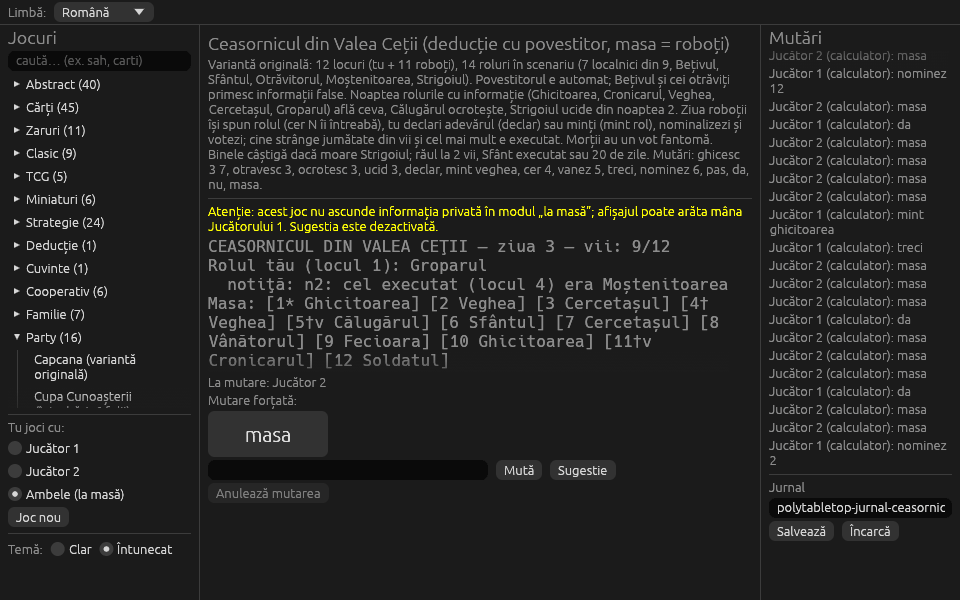 Limbă: Română
Jocuri
caută... (ex. sah, carti)
Abstract (40)
Cărți (45)
Zaruri (11)
Clasic (9)
TCG (5)
Miniaturi (6)
Strategie (24)
Deducție (1)
Cuvinte (1)
Cooperativ (6)
Familie (7)
Party (16)
Capcana (variantă
originală)
Cupa Cunoașterii
Tu joci cu:
Jucător 1
Jucător 2
Ambele (la masă)
Joc nou
Temă: Clar Întunecat
Ceasornicul din Valea Ceții (deducție cu povestitor, masa = roboți)
Variantă originală: 12 locuri (tu + 11 roboți), 14 roluri în scenariu (7 localnici din 9, Bețivul,
Sfântul, Otrăvitorul, Moștenitoarea, Strigoiul). Povestitorul e automat; Bețivul și cei otrăviți
primesc informații false. Noaptea rolurile cu informație (Ghicitoarea, Cronicarul, Veghea,
Cercetașul, Groparul) află ceva, Călugărul ocrotește, Strigoiul ucide din noaptea 2. Ziua roboții
își spun rolul (cer N îi întreabă), tu declari adevărul (declar) sau minți (mint rol), nominalizezi și
votezi; cine strânge jumătate din vii și cel mai mult e executat. Morții au un vot fantomă.
Binele câștigă dacă moare Strigoiul; răul la 2 vii, Sfânt executat sau 20 de zile. Mutări: ghicesc
3 7, otravesc 3, ocrotesc 3, ucid 3, declar, mint veghea, cer 4, vanez 5, treci, nominez 6, pas, da,
nu, masa.
Atenție: acest joc nu ascunde informația privată în modul „la masă”; afișajul poate arăta mâna
Jucătorului 1. Sugestia este dezactivată.
CEASORNICUL DIN VALEA CEȚII — ziua 3 — vii: 9/12
Rolul tău (locul 1): Groparul
notiță: n2: cel executat (locul 4) era Moștenitoarea
Masa: [1* Ghicitoarea] [2 Veghea] [3 Cercetașul] [4†
Veghea] [5†v Călugărul] [6 Sfântul] [7 Cercetașul] [8
Vânătorul] [9 Fecioara] [10 Ghicitoarea] [11†v
Cronicarul] [12 Soldatul]
La mutare: Jucător 2
Mutare forțată:
masa
Mută Sugestie
Anulează mutarea
Mutări
Jucător 2 (calculator): masa
Jucător 1 (calculator): nominez
12
Jucător 2 (calculator): masa
Jucător 1 (calculator): da
Jucător 2 (calculator): masa
Jucător 2 (calculator): masa
Jucător 2 (calculator): masa
Jucător 2 (calculator): masa
Jucător 1 (calculator): mint
ghicitoarea
Jucător 1 (calculator): treci
Jucător 2 (calculator): masa
Jucător 2 (calculator): masa
Jucător 2 (calculator): masa
Jucător 1 (calculator): da
Jucător 2 (calculator): masa
Jucător 2 (calculator): masa
Jucător 2 (calculator): masa
Jucător 1 (calculator): da
Jucător 2 (calculator): masa
Jucător 2 (calculator): masa
Jucător 1 (calculator): nominez
2
Jurnal
polytabletop-jurnal-ceasornic
Salvează Încarcă